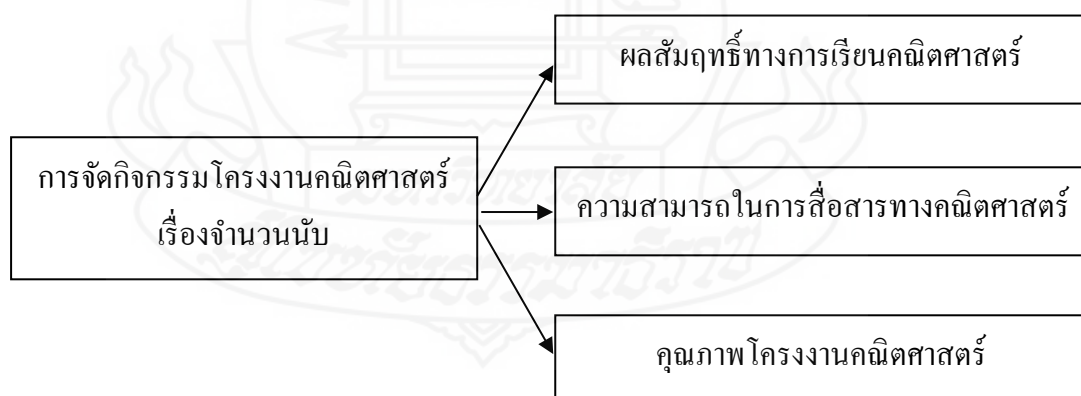 ผลสัมฤทธิ์ทางการเรียนคณิตศาสตร์
การจัดกิจกรรมโครงงานคณิตศาสตร์
เรื่องจำนวนนับ
ความสามารถในการสื่อสารทางคณิตศาสตร์
คุณภาพโครงงานคณิตศาสตร์